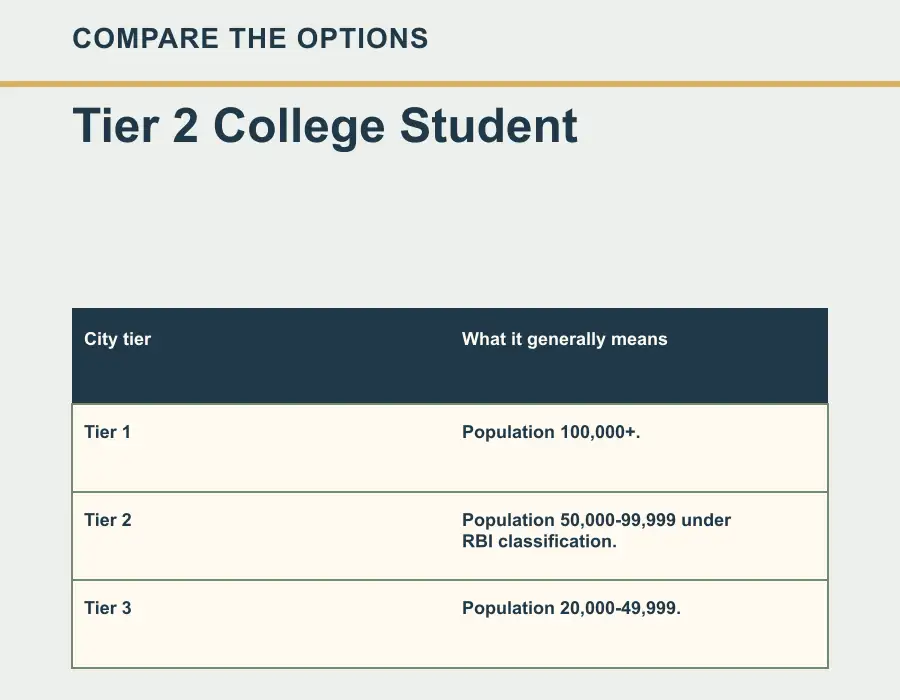 COMPARE THE OPTIONS
Tier 2 College Student
City tier
What it generally means
Tier 1
Population 100,000+.
Tier 2
Population 50,000-99,999 under
RBI classification.
Tier 3
Population 20,000-49,999.